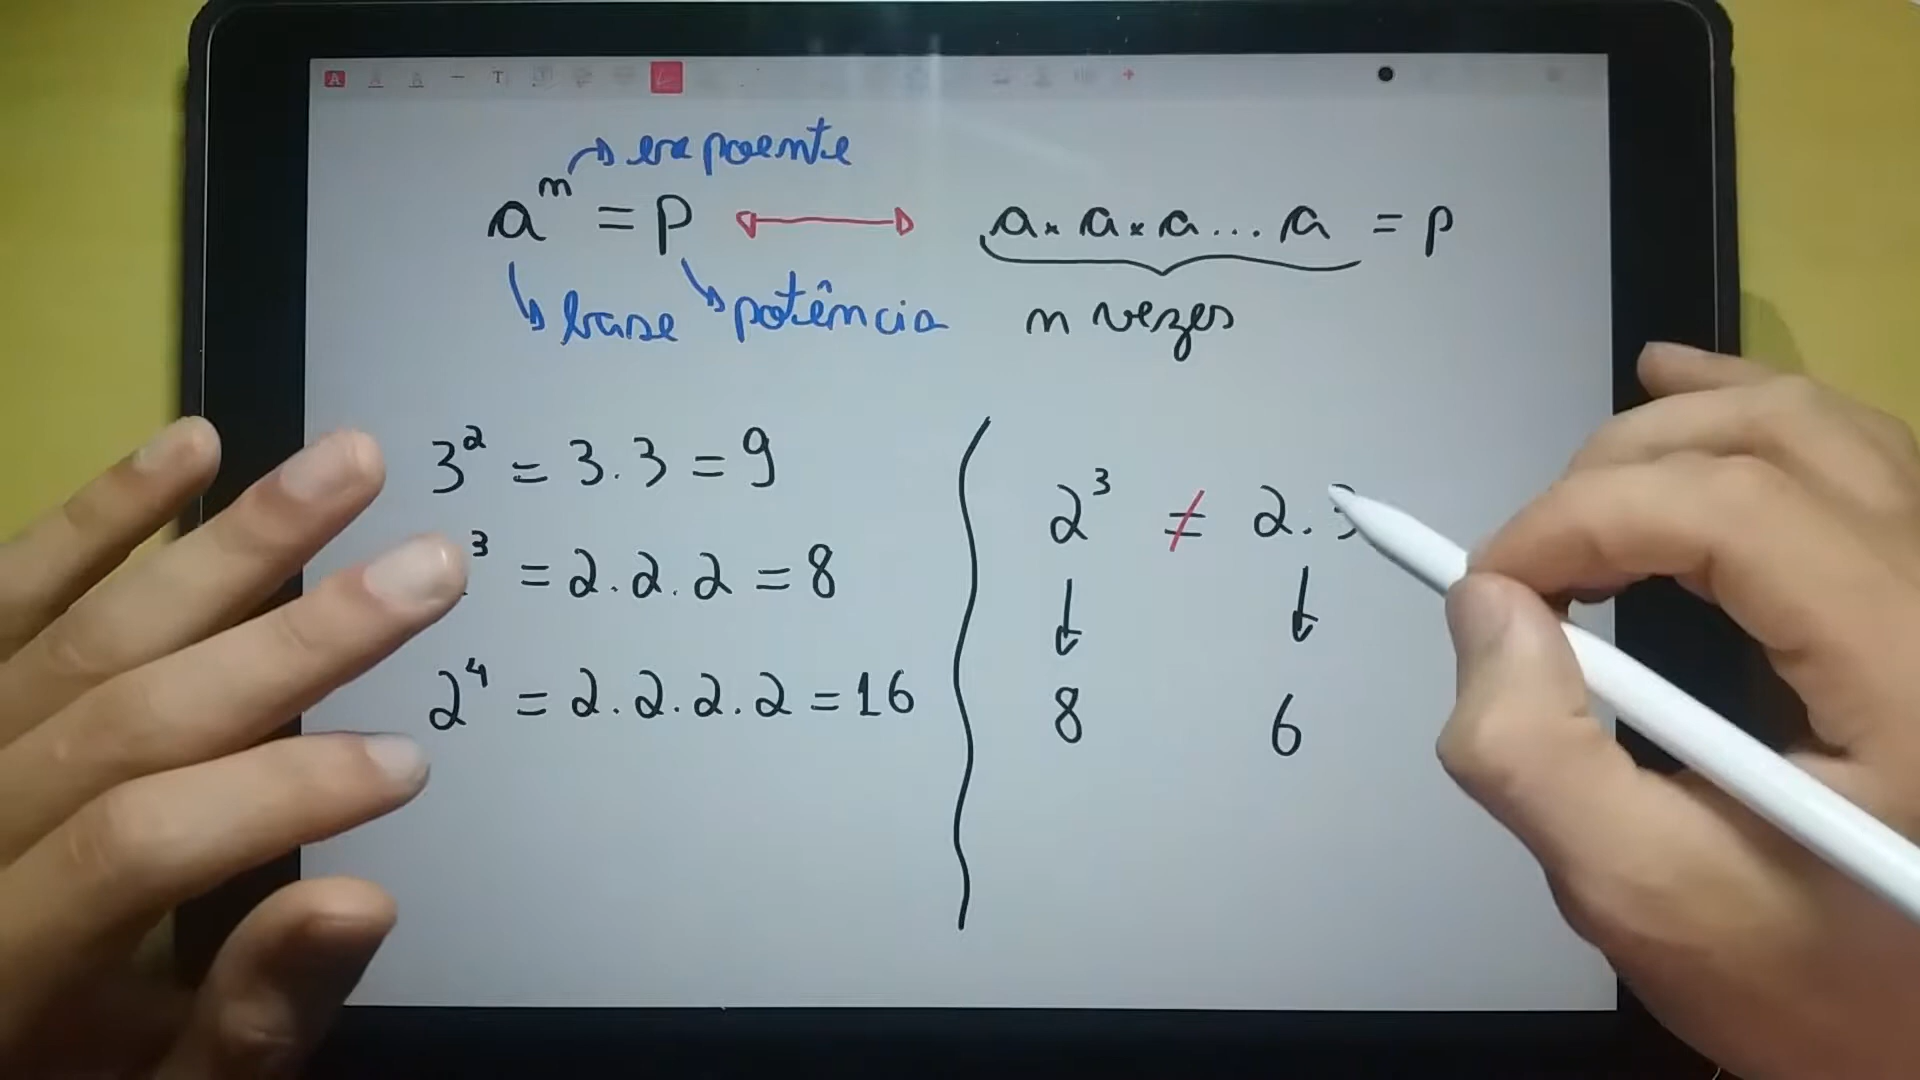 expoente
aⁿ = p ↔ a × a × a ... a = p
base potência n vezes
3² = 3 . 3 = 9
³ = 2 . 2 . 2 = 8
2⁴ = 2 . 2 . 2 . 2 = 16
2³ ≠ 2 . 3
8 6